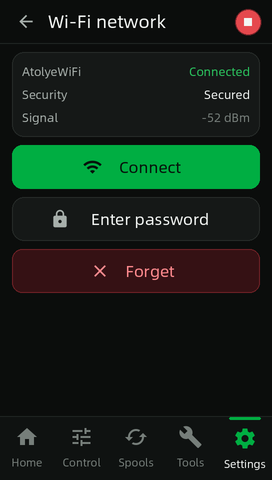 Wi-Fi network
AtolyeWiFi Connected
Security Secured
Signal -52 dBm
Connect
Enter password
Forget
Home Control Spools Tools Settings